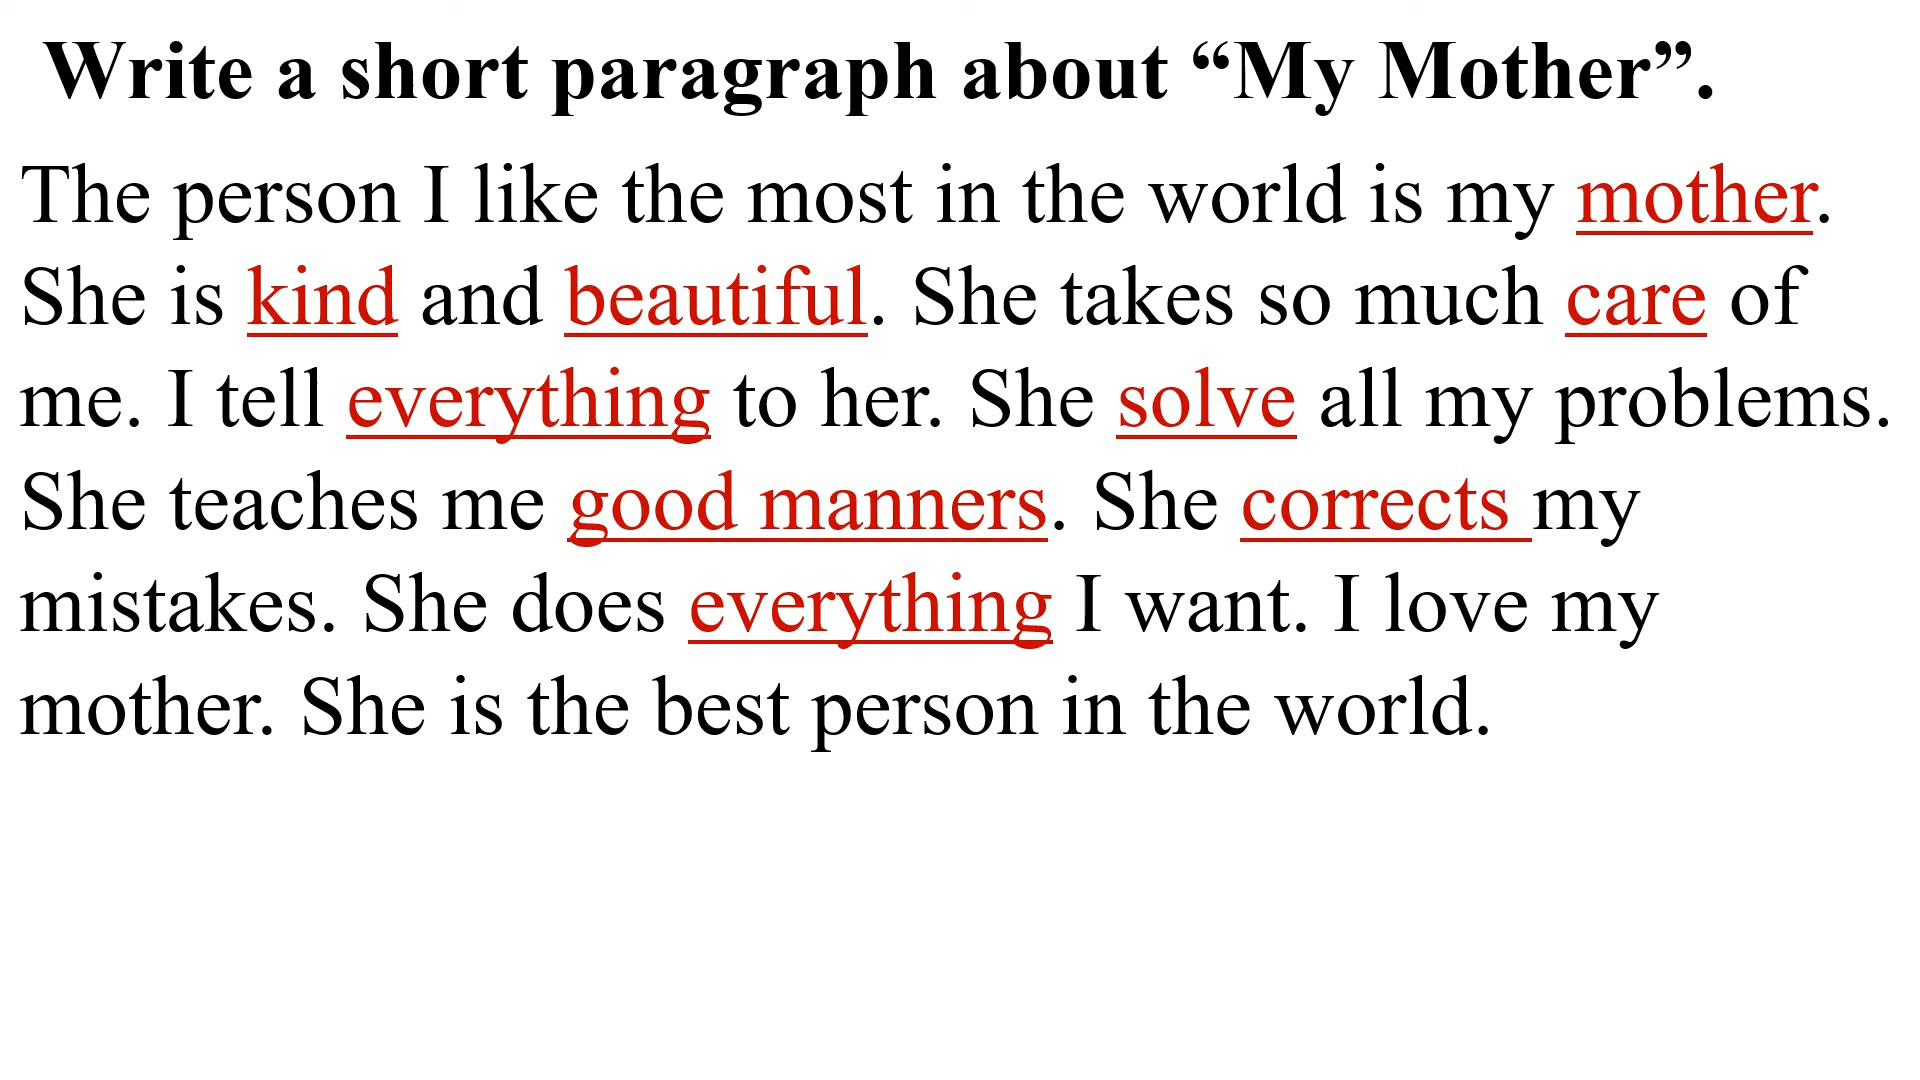 Write a short paragraph about “My Mother”.
The person I like the most in the world is my mother.
She is kind and beautiful. She takes so much care of
me. I tell everything to her. She solve all my problems.
She teaches me good manners. She corrects my
mistakes. She does everything I want. I love my
mother. She is the best person in the world.